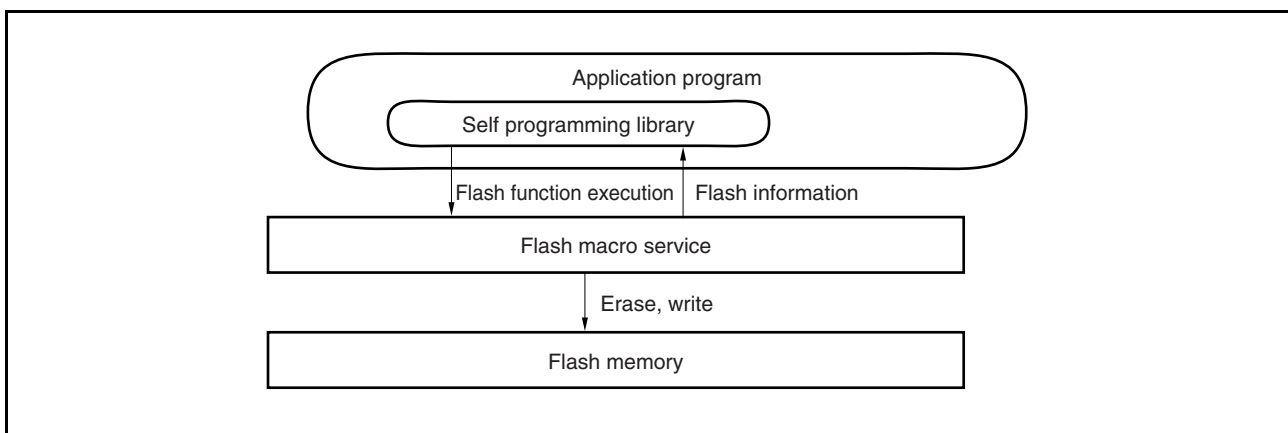 Application program
Self programming library
Flash function execution
Flash information
Flash macro service
Erase, write
Flash memory